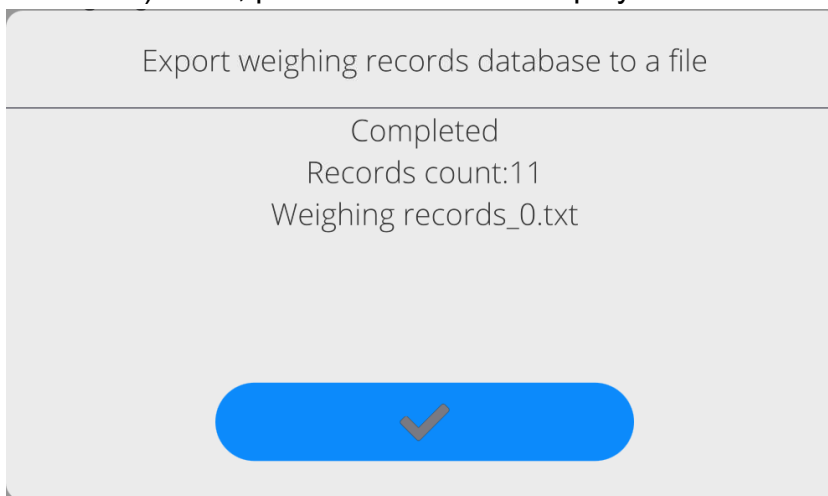 Export weighing records database to a file
Completed
Records count:11
Weighing records_0.txt